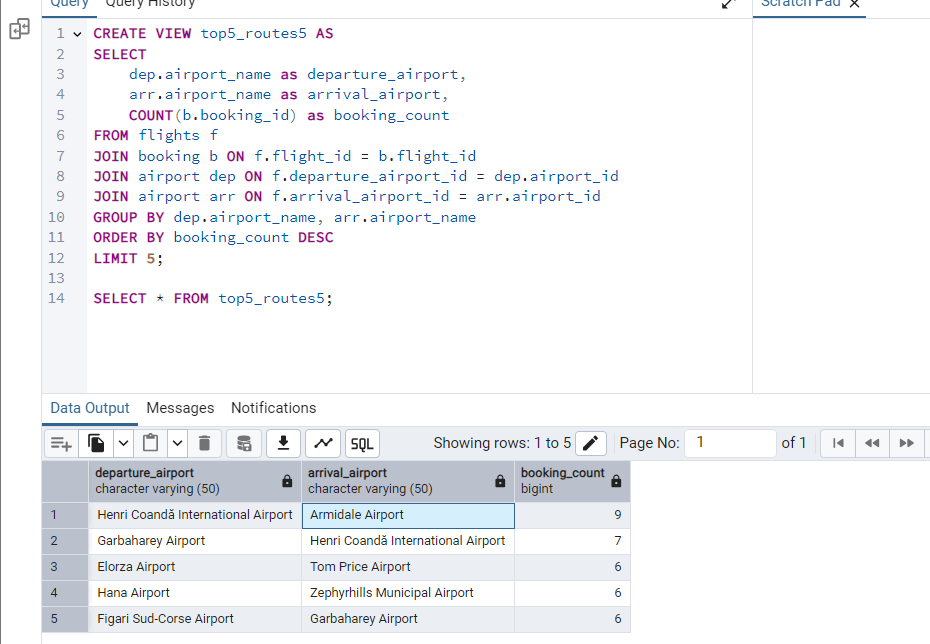 Query Query History
Scratch Pad
1 CREATE VIEW top5_routes5 AS
2 SELECT
3 dep.airport_name as departure_airport,
4 arr.airport_name as arrival_airport,
5 COUNT(b.booking_id) as booking_count
6 FROM flights f
7 JOIN booking b ON f.flight_id = b.flight_id
8 JOIN airport dep ON f.departure_airport_id = dep.airport_id
9 JOIN airport arr ON f.arrival_airport_id = arr.airport_id
10 GROUP BY dep.airport_name, arr.airport_name
11 ORDER BY booking_count DESC
12 LIMIT 5;
13
14 SELECT * FROM top5_routes5;
Data Output Messages Notifications
SQL Showing rows: 1 to 5 Page No: 1 of 1
departure_airport arrival_airport booking_count
character varying (50) character varying (50) bigint
1 Henri Coandă International Airport Armidale Airport 9
2 Garbaharey Airport Henri Coandă International Airport 7
3 Elorza Airport Tom Price Airport 6
4 Hana Airport Zephyrhills Municipal Airport 6
5 Figari Sud-Corse Airport Garbaharey Airport 6